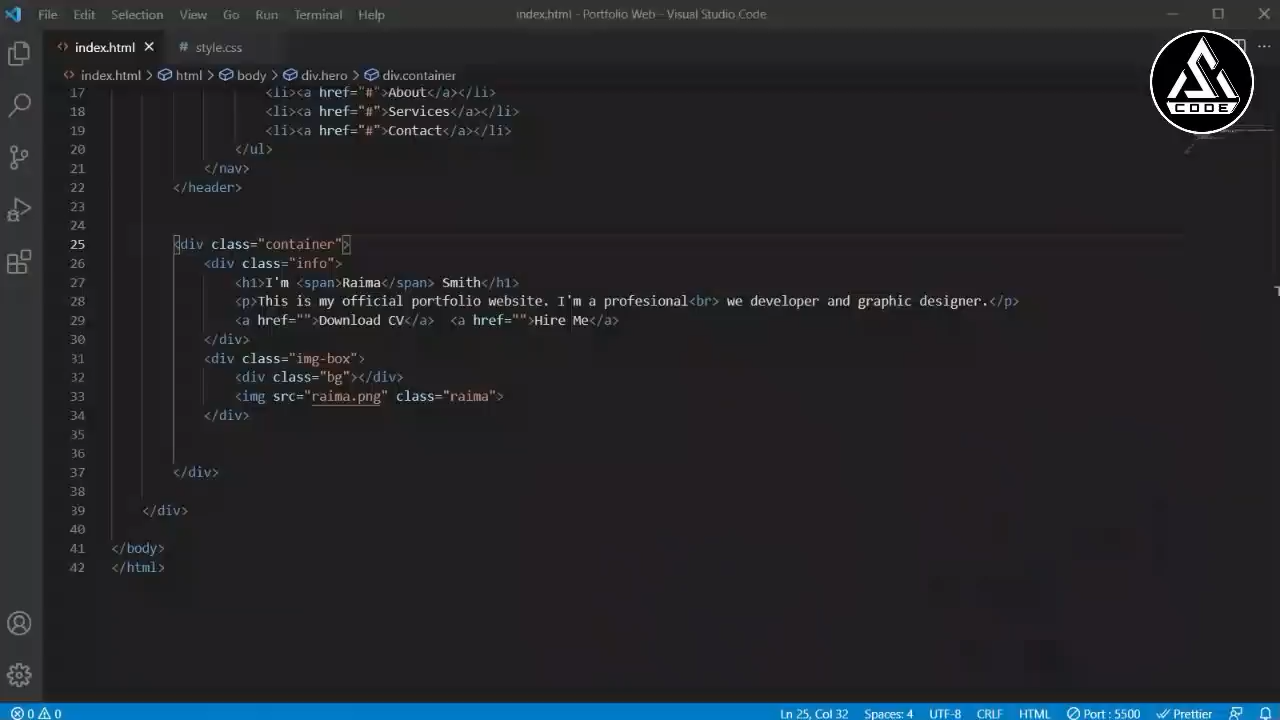 File Edit Selection View Go Run Terminal Help index.html - Portfolio Web - Visual Studio Code
index.html # style.css
index.html > html > body > div.hero > div.container
CODE
17 <li><a href="#">About</a></li>
18 <li><a href="#">Services</a></li>
19 <li><a href="#">Contact</a></li>
20 </ul>
21 </nav>
22 </header>
23
24
25 <div class="container">
26 <div class="info">
27 <h1>I'm <span>Raima</span> Smith</h1>
28 <p>This is my official portfolio website. I'm a profesional<br> we developer and graphic designer.</p>
29 <a href="">Download CV</a> <a href="">Hire Me</a>
30 </div>
31 <div class="img-box">
32 <div class="bg"></div>
33 <img src="raima.png" class="raima">
34 </div>
35
36
37 </div>
38
39 </div>
40
41 </body>
42 </html>
0 0 Ln 25, Col 32 Spaces: 4 UTF-8 CRLF HTML Port : 5500 Prettier